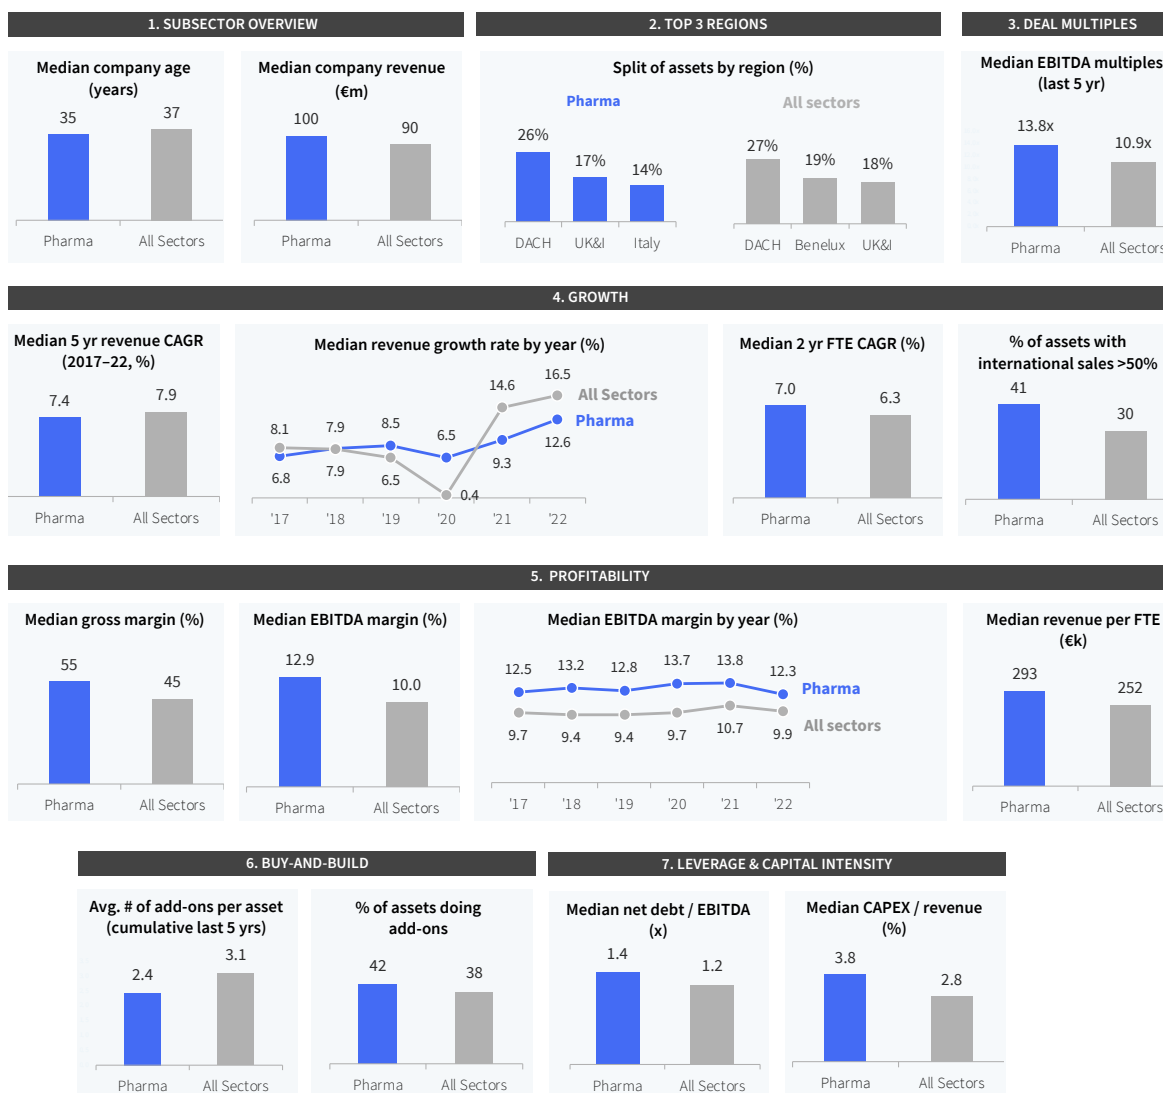 1. SUBSECTOR OVERVIEW
2. TOP 3 REGIONS
3. DEAL MULTIPLES
Median company age
(years)
35
37
Pharma
All Sectors
Median company revenue
(€m)
100
90
Pharma
All Sectors
Split of assets by region (%)
Pharma
26%
17%
14%
DACH
UK&I
Italy
All sectors
27%
19%
18%
DACH
Benelux
UK&I
Median EBITDA multiples
(last 5 yr)
13.8x
10.9x
Pharma
All Sectors
4. GROWTH
Median 5 yr revenue CAGR
(2017–22, %)
7.4
7.9
Pharma
All Sectors
Median revenue growth rate by year (%)
8.1
7.9
8.5
6.5
14.6
16.5
All Sectors
Pharma
6.8
7.9
6.5
0.4
9.3
12.6
'17
'18
'19
'20
'21
'22
Median 2 yr FTE CAGR (%)
7.0
6.3
Pharma
All Sectors
% of assets with
international sales >50%
41
30
Pharma
All Sectors
5. PROFITABILITY
Median gross margin (%)
55
45
Pharma
All Sectors
Median EBITDA margin (%)
12.9
10.0
Pharma
All Sectors
Median EBITDA margin by year (%)
12.5
13.2
12.8
13.7
13.8
12.3
Pharma
9.7
9.4
9.4
9.7
10.7
9.9
All sectors
'17
'18
'19
'20
'21
'22
Median revenue per FTE
(€k)
293
252
Pharma
All Sectors
6. BUY-AND-BUILD
7. LEVERAGE & CAPITAL INTENSITY
Avg. # of add-ons per asset
(cumulative last 5 yrs)
2.4
3.1
Pharma
All Sectors
% of assets doing
add-ons
42
38
Pharma
All Sectors
Median net debt / EBITDA
(x)
1.4
1.2
Pharma
All Sectors
Median CAPEX / revenue
(%)
3.8
2.8
Pharma
All Sectors